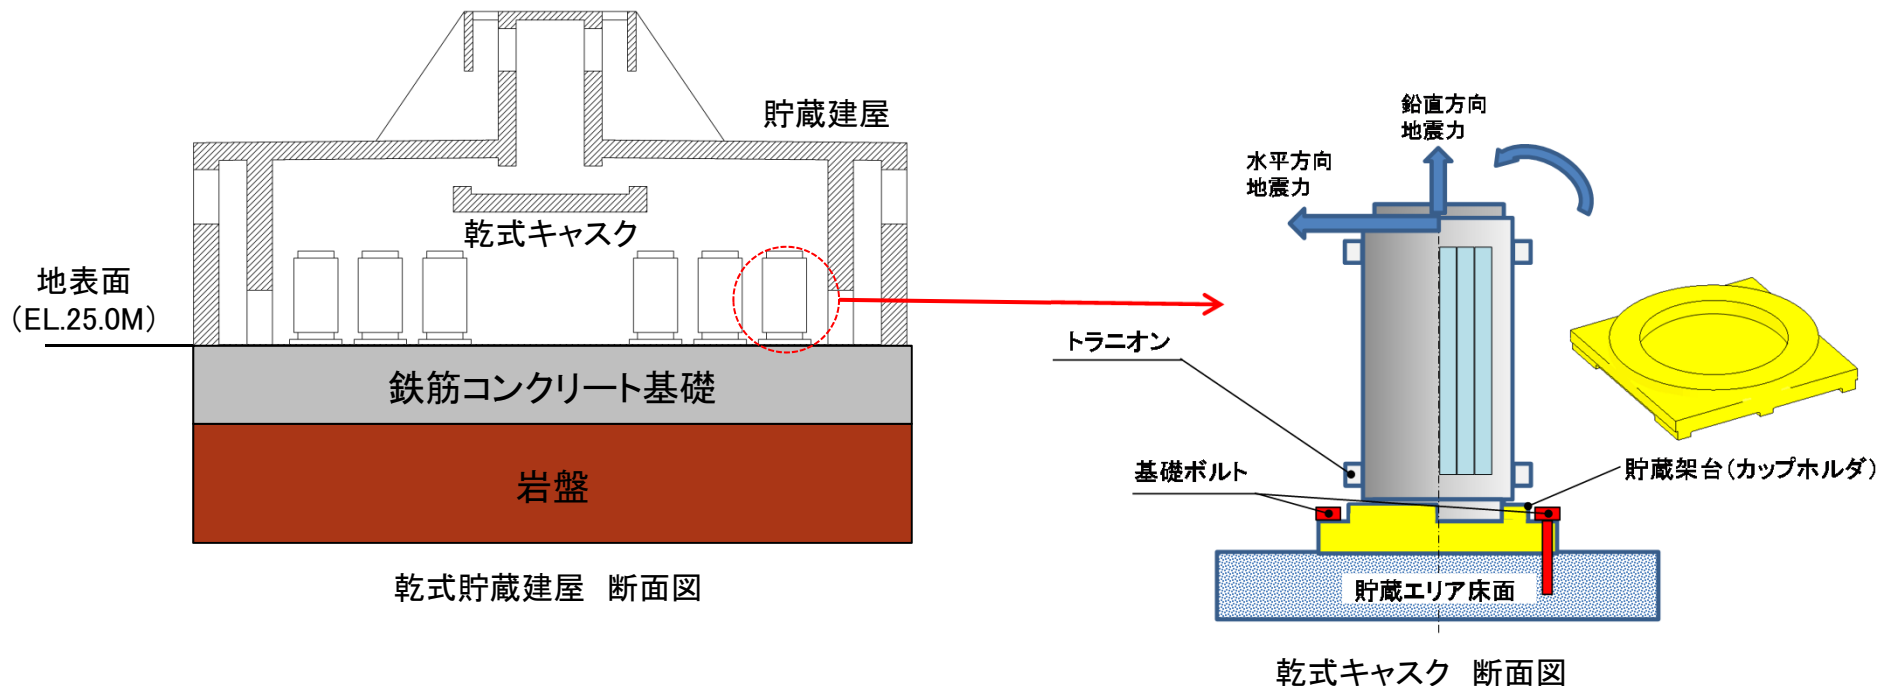 貯蔵建屋
乾式キャスク
地表面
（EL.25.0M）
鉄筋コンクリート基礎
岩盤
乾式貯蔵建屋　断面図
鉛直方向
地震力
水平方向
地震力
トラニオン
基礎ボルト
貯蔵架台（カップホルダ）
貯蔵エリア床面
乾式キャスク　断面図